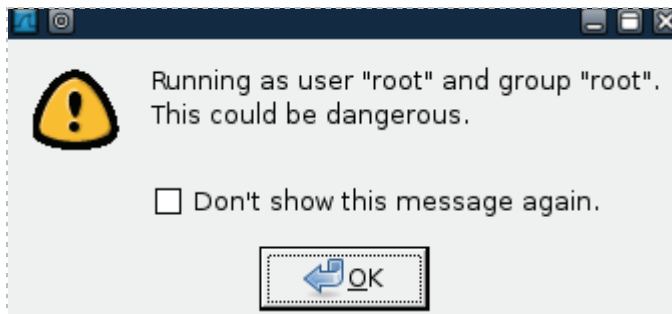 Running as user "root" and group "root".
This could be dangerous.
Don't show this message again.
OK